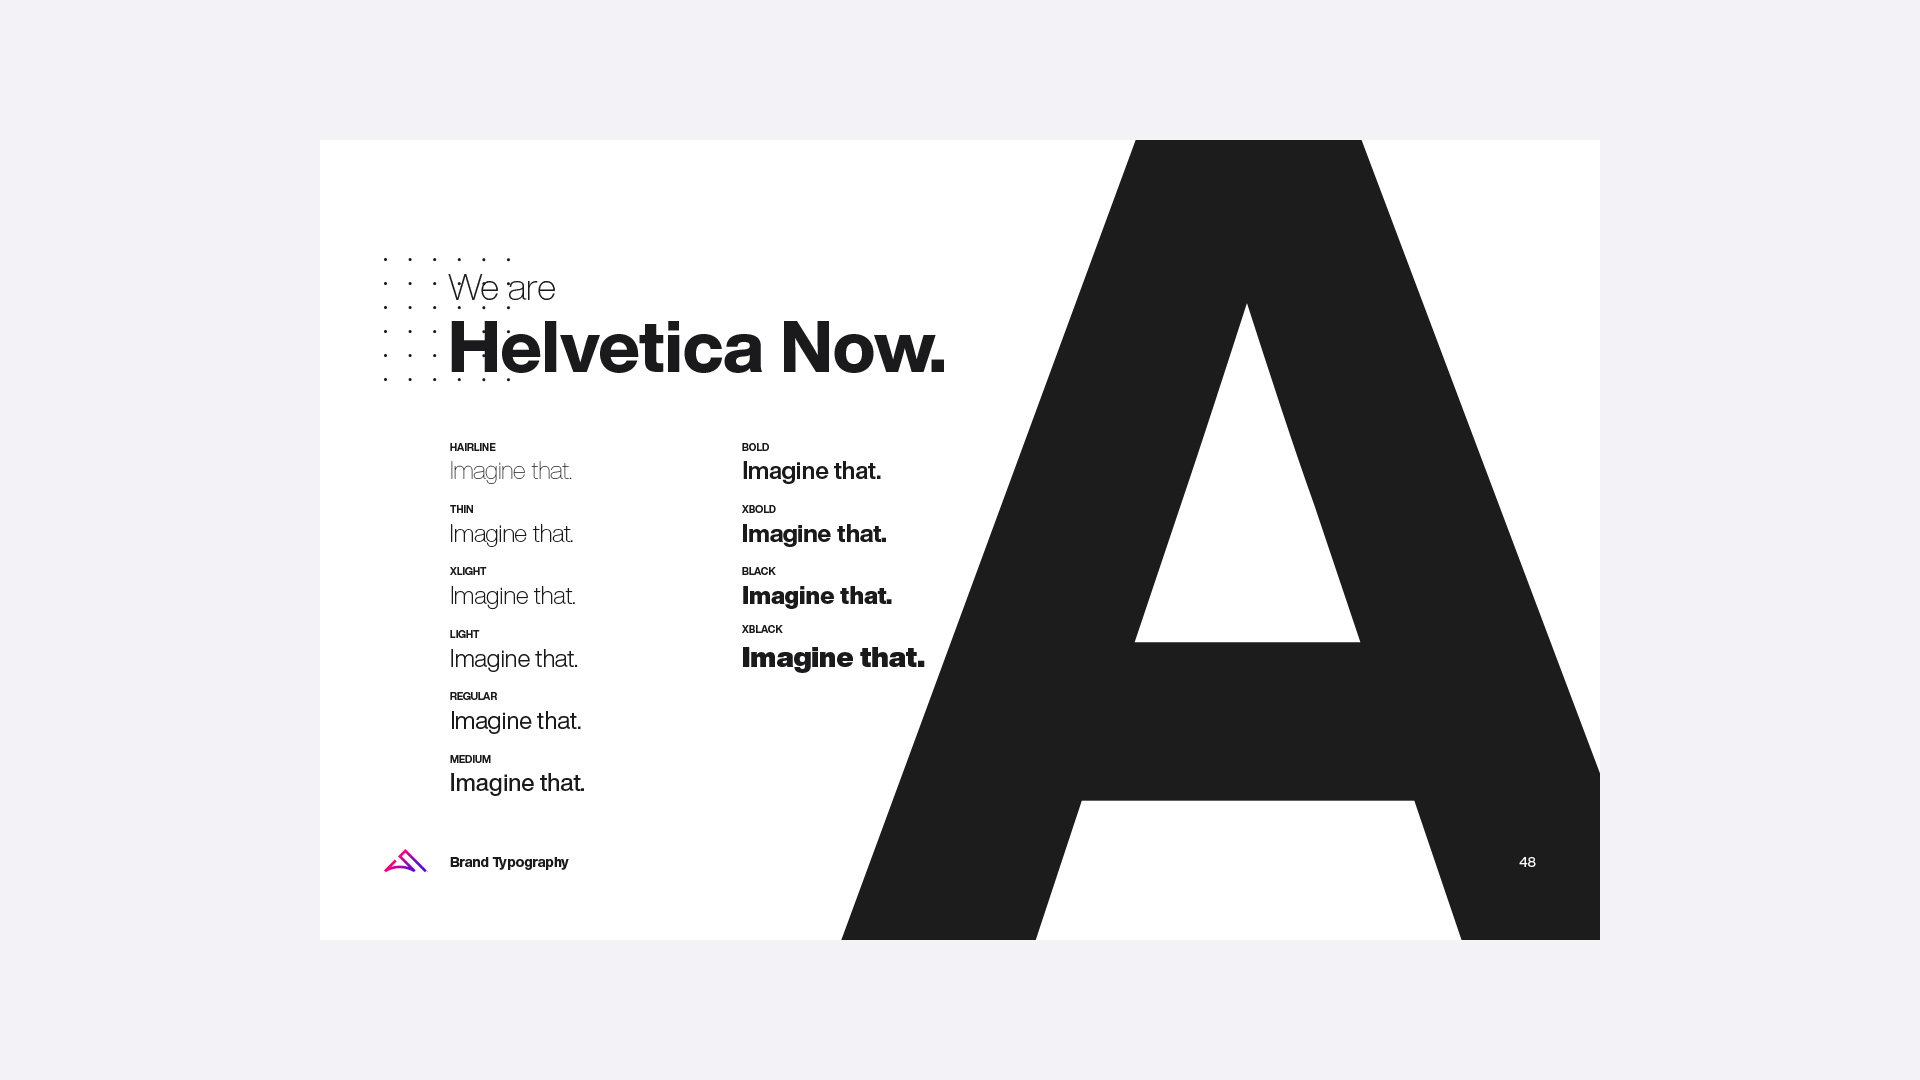 We are
Helvetica Now.
HAIRLINE
Imagine that.
THIN
Imagine that.
XLIGHT
Imagine that.
LIGHT
Imagine that.
REGULAR
Imagine that.
MEDIUM
Imagine that.
BOLD
Imagine that.
XBOLD
Imagine that.
BLACK
Imagine that.
XBLACK
Imagine that.
A
Brand Typography
48